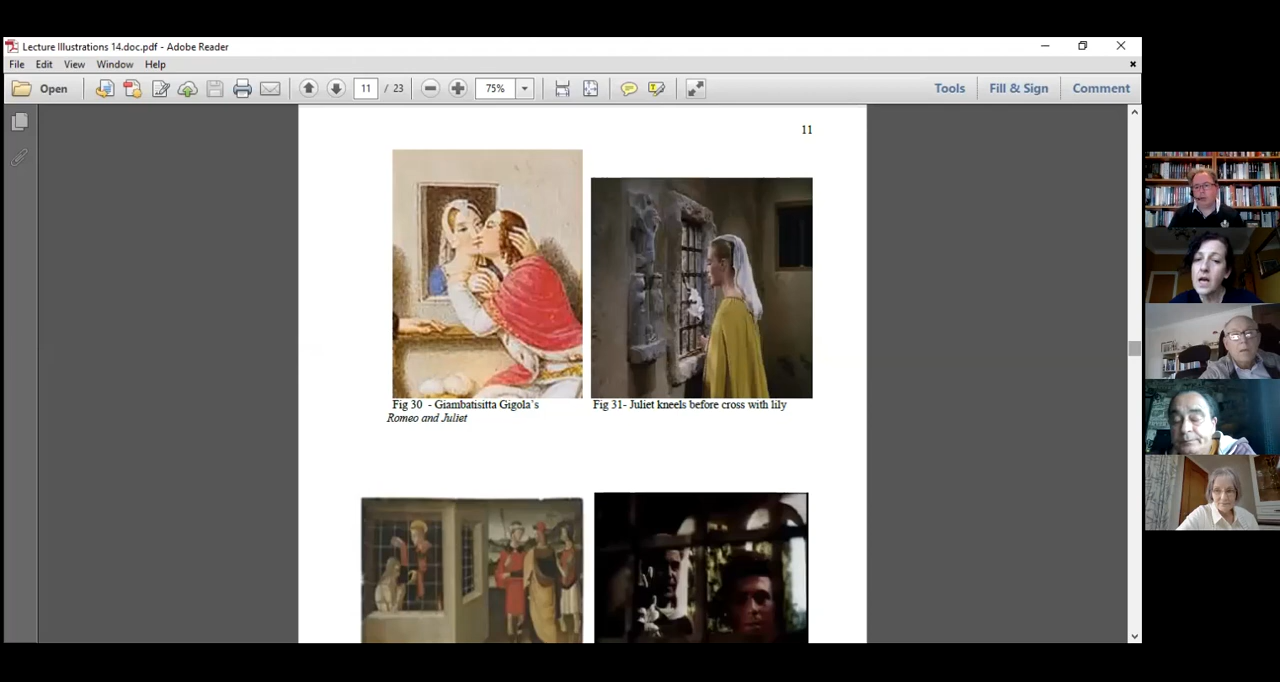 Lecture Illustrations 14.doc.pdf - Adobe Reader
File Edit View Window Help
Open 11 / 23 75% Tools Fill & Sign Comment
11
Fig 30 - Giambatisitta Gigola's
Romeo and Juliet
Fig 31- Juliet kneels before cross with lily